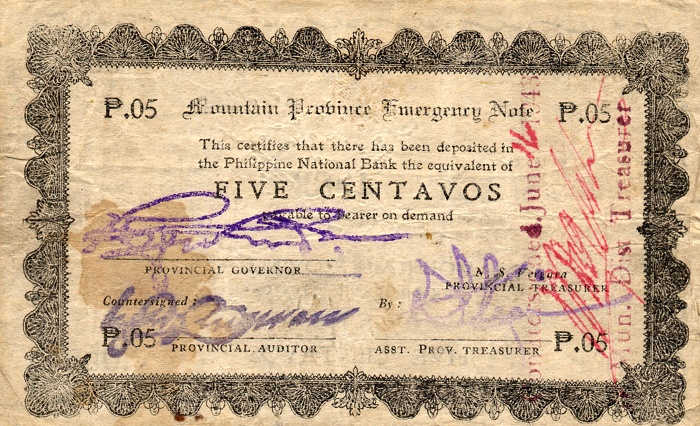 ₱.05 Mountain Province Emergency Note ₱.05
This certifies that there has been deposited in
the Philippine National Bank the equivalent of
FIVE CENTAVOS
payable to bearer on demand
PROVINCIAL GOVERNOR
A. S. Vergara
PROVINCIAL TREASURER
Countersigned :
By :
₱.05
PROVINCIAL AUDITOR
ASST. PROV. TREASURER
₱.05
June
Dist Treasurer